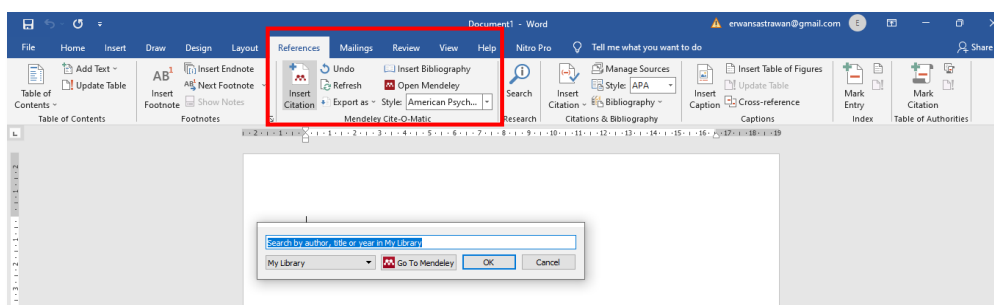 Document1 - Word
erwansastrawan@gmail.com
E
File Home Insert Draw Design Layout References Mailings Review View Help Nitro Pro Tell me what you want to do Share
Table of Contents
Add Text
Update Table
Table of Contents
AB1
Insert Footnote
Insert Endnote
Next Footnote
Show Notes
Footnotes
Insert Citation
Undo
Refresh
Export as
Insert Bibliography
Open Mendeley
Style: American Psych...
Mendeley Cite-O-Matic
Search
Research
Insert Citation
Manage Sources
Style: APA
Bibliography
Citations & Bibliography
Insert Caption
Insert Table of Figures
Update Table
Cross-reference
Captions
Mark Entry
Index
Mark Citation
Table of Authorities
Search by author, title or year in My Library
My Library Go To Mendeley OK Cancel